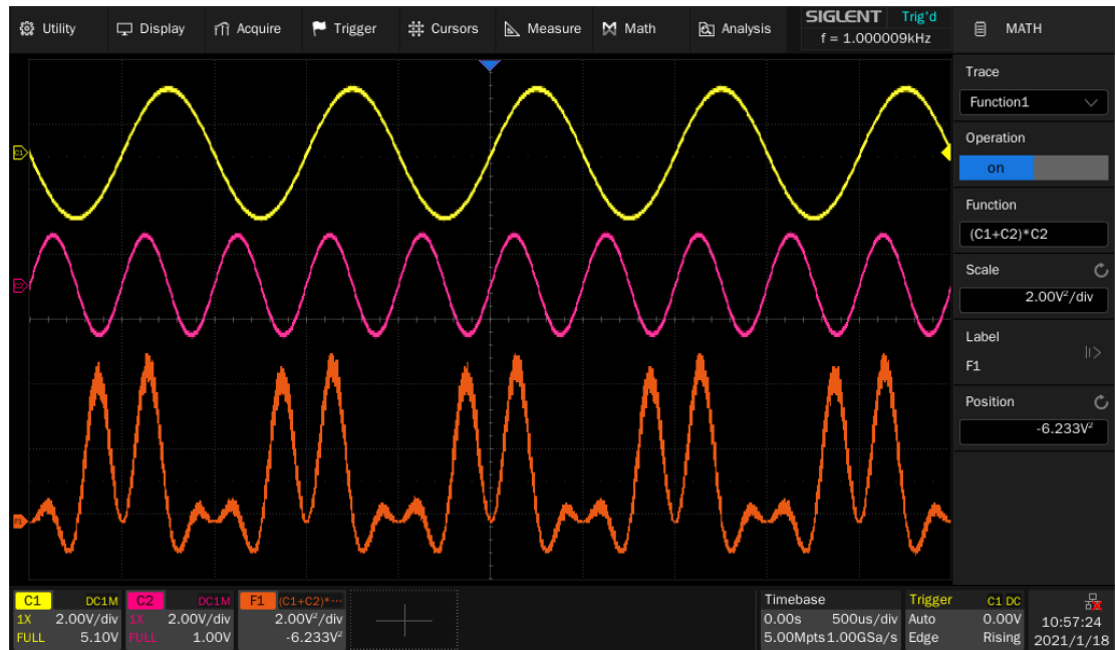 Utility Display Acquire Trigger Cursors Measure Math Analysis SIGLENT Trig'd
f = 1.000009kHz
MATH
Trace
Function1
Operation
on
Function
(C1+C2)*C2
Scale
2.00V²/div
Label
F1
Position
-6.233V²
C1
C2
F1
C1 DC1M
1X 2.00V/div
FULL 5.10V
C2 DC1M
1X 2.00V/div
FULL 1.00V
F1 (C1+C2)*···
2.00V²/div
-6.233V²
Timebase
0.00s 500us/div
5.00Mpts 1.00GSa/s
Trigger C1 DC
Auto 0.00V
Edge Rising
10:57:24
2021/1/18